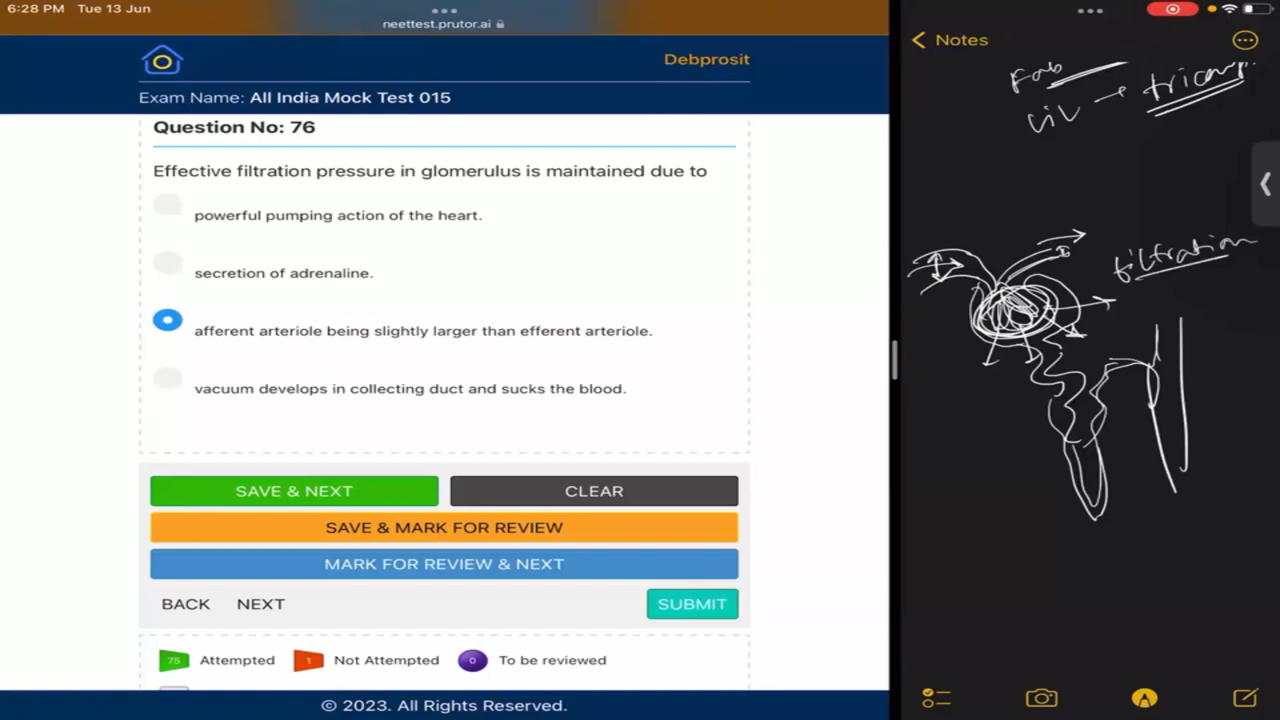 6:28 PM Tue 13 Jun
neettest.prutor.ai
Debprosit
Exam Name: All India Mock Test 015
Question No: 76
Effective filtration pressure in glomerulus is maintained due to
powerful pumping action of the heart.
secretion of adrenaline.
afferent arteriole being slightly larger than efferent arteriole.
vacuum develops in collecting duct and sucks the blood.
SAVE & NEXT
CLEAR
SAVE & MARK FOR REVIEW
MARK FOR REVIEW & NEXT
BACK
NEXT
SUBMIT
75 Attempted
1 Not Attempted
0 To be reviewed
© 2023. All Rights Reserved.
Notes
filtration